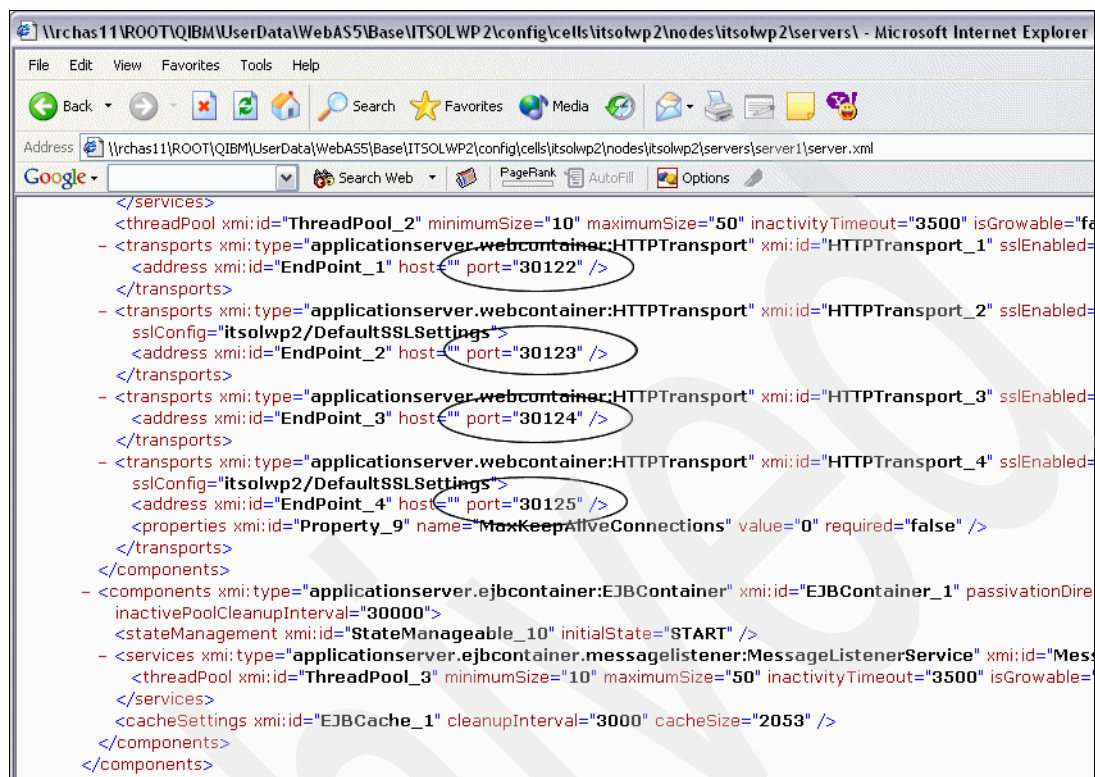 \\rchas11\ROOT\QIBM\UserData\WebAS5\Base\ITSOLWP2\config\cells\itsolwp2\nodes\itsolwp2\servers\ - Microsoft Internet Explorer
File Edit View Favorites Tools Help
Back Search Favorites Media
Address \\rchas11\ROOT\QIBM\UserData\WebAS5\Base\ITSOLWP2\config\cells\itsolwp2\nodes\itsolwp2\servers\server1\server.xml
Google Search Web PageRank AutoFill Options
</services>
<threadPool xmi:id="ThreadPool_2" minimumSize="10" maximumSize="50" inactivityTimeout="3500" isGrowable="fa
- <transports xmi:type="applicationserver.webcontainer:HTTPTransport" xmi:id="HTTPTransport_1" sslEnabled=
<address xmi:id="EndPoint_1" host="" port="30122" />
</transports>
- <transports xmi:type="applicationserver.webcontainer:HTTPTransport" xmi:id="HTTPTransport_2" sslEnabled=
sslConfig="itsolwp2/DefaultSSLSettings">
<address xmi:id="EndPoint_2" host="" port="30123" />
</transports>
- <transports xmi:type="applicationserver.webcontainer:HTTPTransport" xmi:id="HTTPTransport_3" sslEnabled=
<address xmi:id="EndPoint_3" host="" port="30124" />
</transports>
- <transports xmi:type="applicationserver.webcontainer:HTTPTransport" xmi:id="HTTPTransport_4" sslEnabled=
sslConfig="itsolwp2/DefaultSSLSettings">
<address xmi:id="EndPoint_4" host="" port="30125" />
<properties xmi:id="Property_9" name="MaxKeepAliveConnections" value="0" required="false" />
</transports>
</components>
- <components xmi:type="applicationserver.ejbcontainer:EJBContainer" xmi:id="EJBContainer_1" passivationDire
inactivePoolCleanupInterval="30000">
<stateManagement xmi:id="StateManageable_10" initialState="START" />
- <services xmi:type="applicationserver.ejbcontainer.messagelistener:MessageListenerService" xmi:id="Mess
<threadPool xmi:id="ThreadPool_3" minimumSize="10" maximumSize="50" inactivityTimeout="3500" isGrowable="
</services>
<cacheSettings xmi:id="EJBCache_1" cleanupInterval="3000" cacheSize="2053" />
</components>
</components>